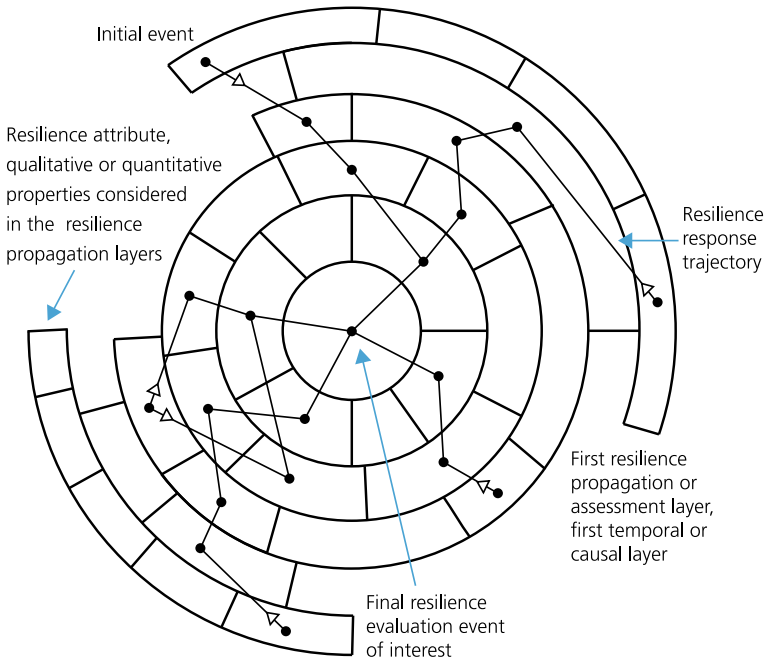 Initial event
Resilience attribute,
qualitative or quantitative
properties considered
in the resilience
propagation layers
Resilience
response
trajectory
First resilience
propagation or
assessment layer,
first temporal or
causal layer
Final resilience
evaluation event
of interest